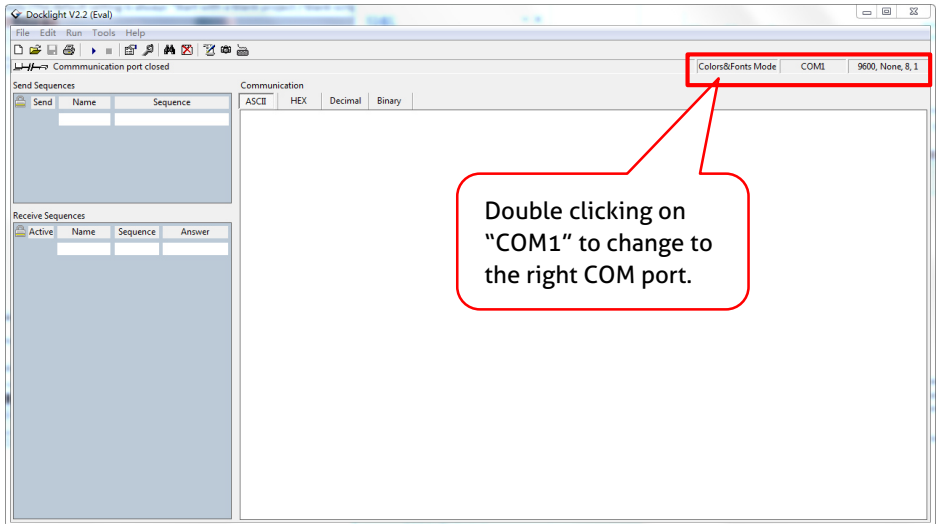 Docklight V2.2 (Eval)
File Edit Run Tools Help
Commmunication port closed
Colors&Fonts Mode COM1 9600, None, 8, 1
Send Sequences
Send Name Sequence
Communication
ASCII HEX Decimal Binary
Double clicking on
“COM1” to change to
the right COM port.
Receive Sequences
Active Name Sequence Answer